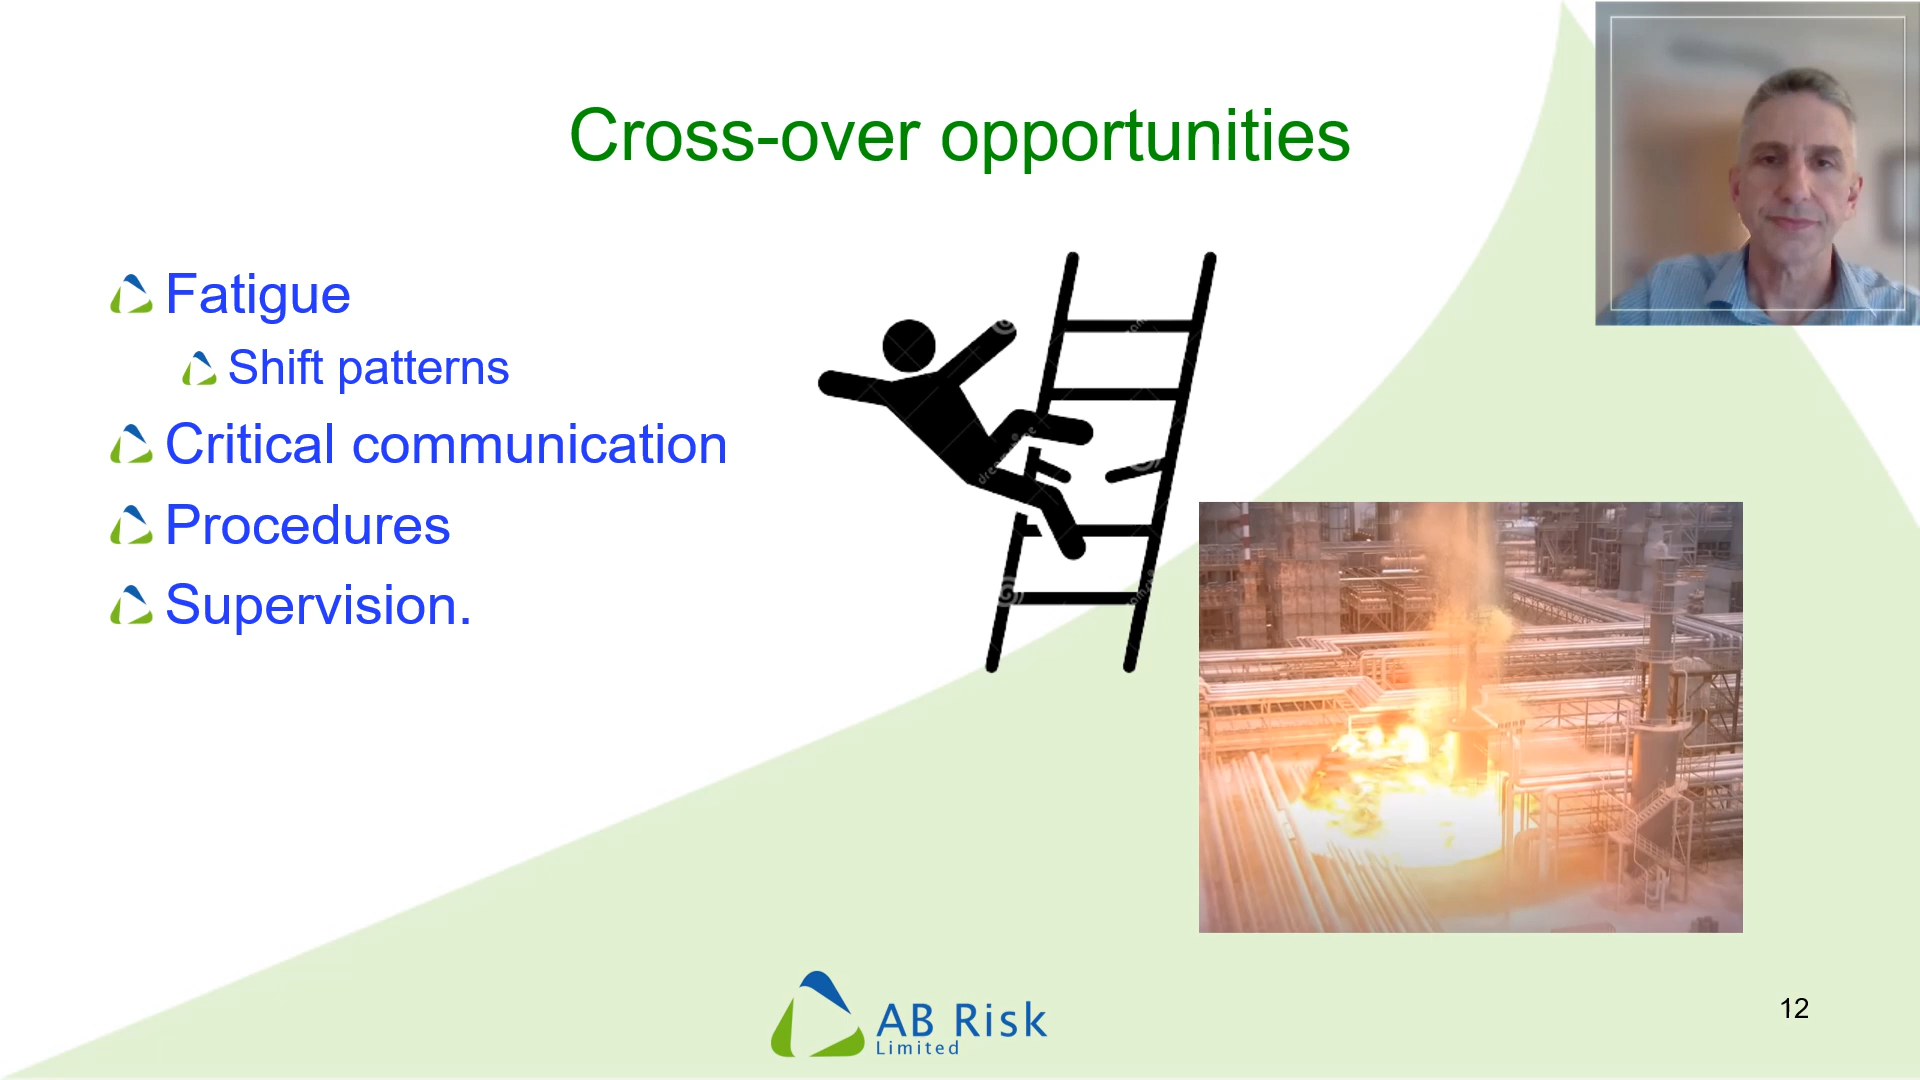 Cross-over opportunities
Fatigue
Shift patterns
Critical communication
Procedures
Supervision.
AB Risk
Limited
12